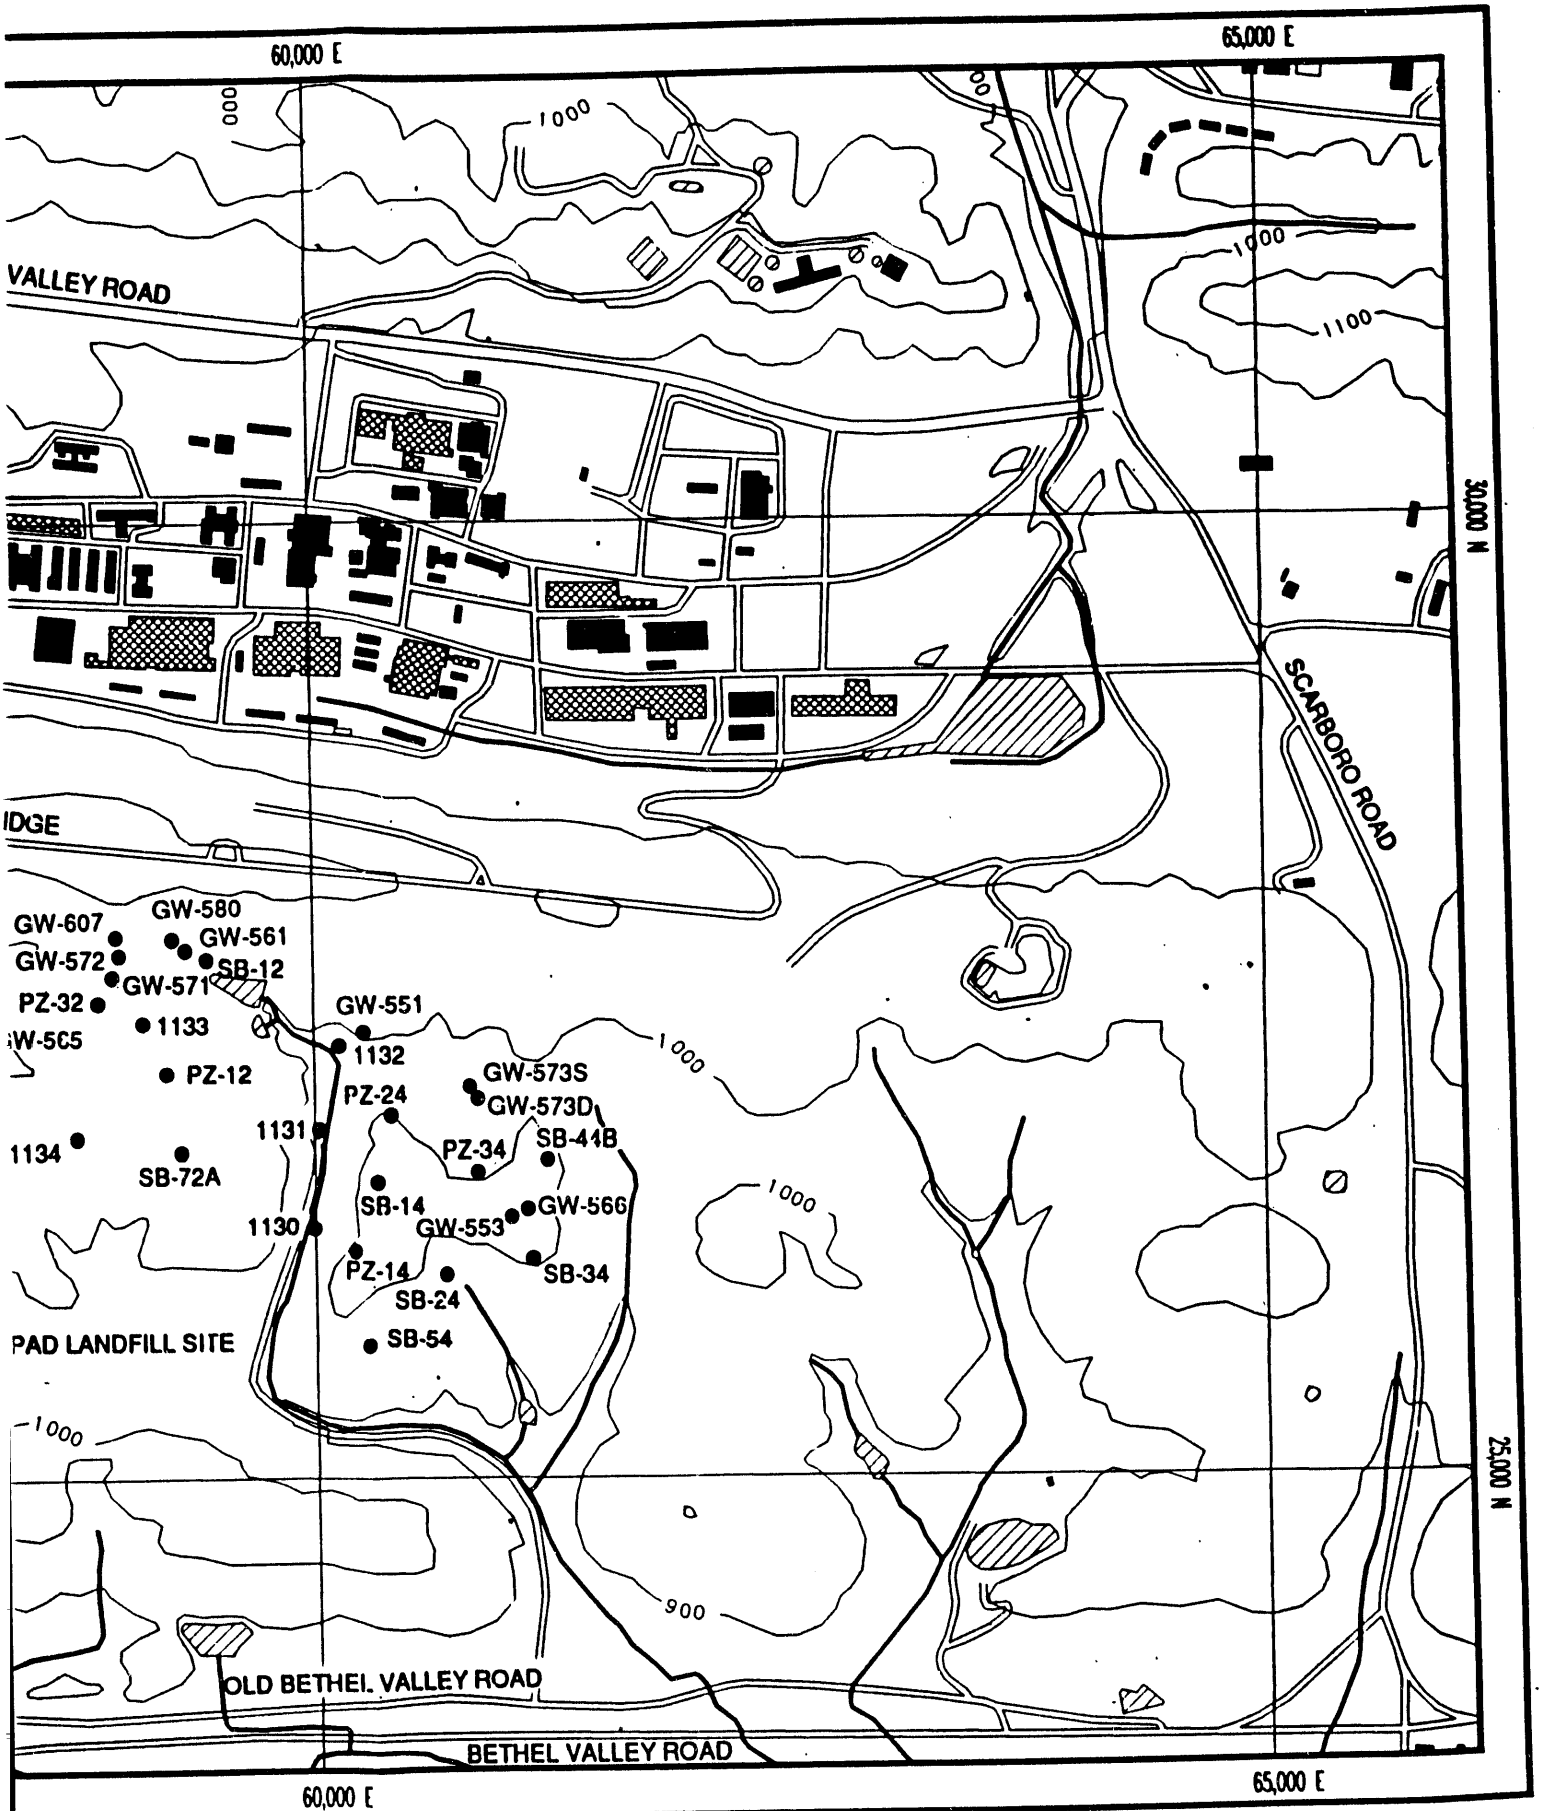 60,000 E
65,000 E
1000
1000
VALLEY ROAD
1100
30,000 N
SCARBORO ROAD
IDGE
GW-580
GW-607
GW-561
GW-572
SB-12
GW-571
PZ-32
GW-551
1133
1132
1000
PZ-12
GW-573S
PZ-24
GW-573D
1131
SB-44B
PZ-34
1134
SB-72A
1000
SB-14
GW-566
1130
GW-553
PZ-14
SB-34
SB-24
SB-54
PAD LANDFILL SITE
1000
25,000 N
900
OLD BETHEL VALLEY ROAD
BETHEL VALLEY ROAD
60,000 E
65,000 E